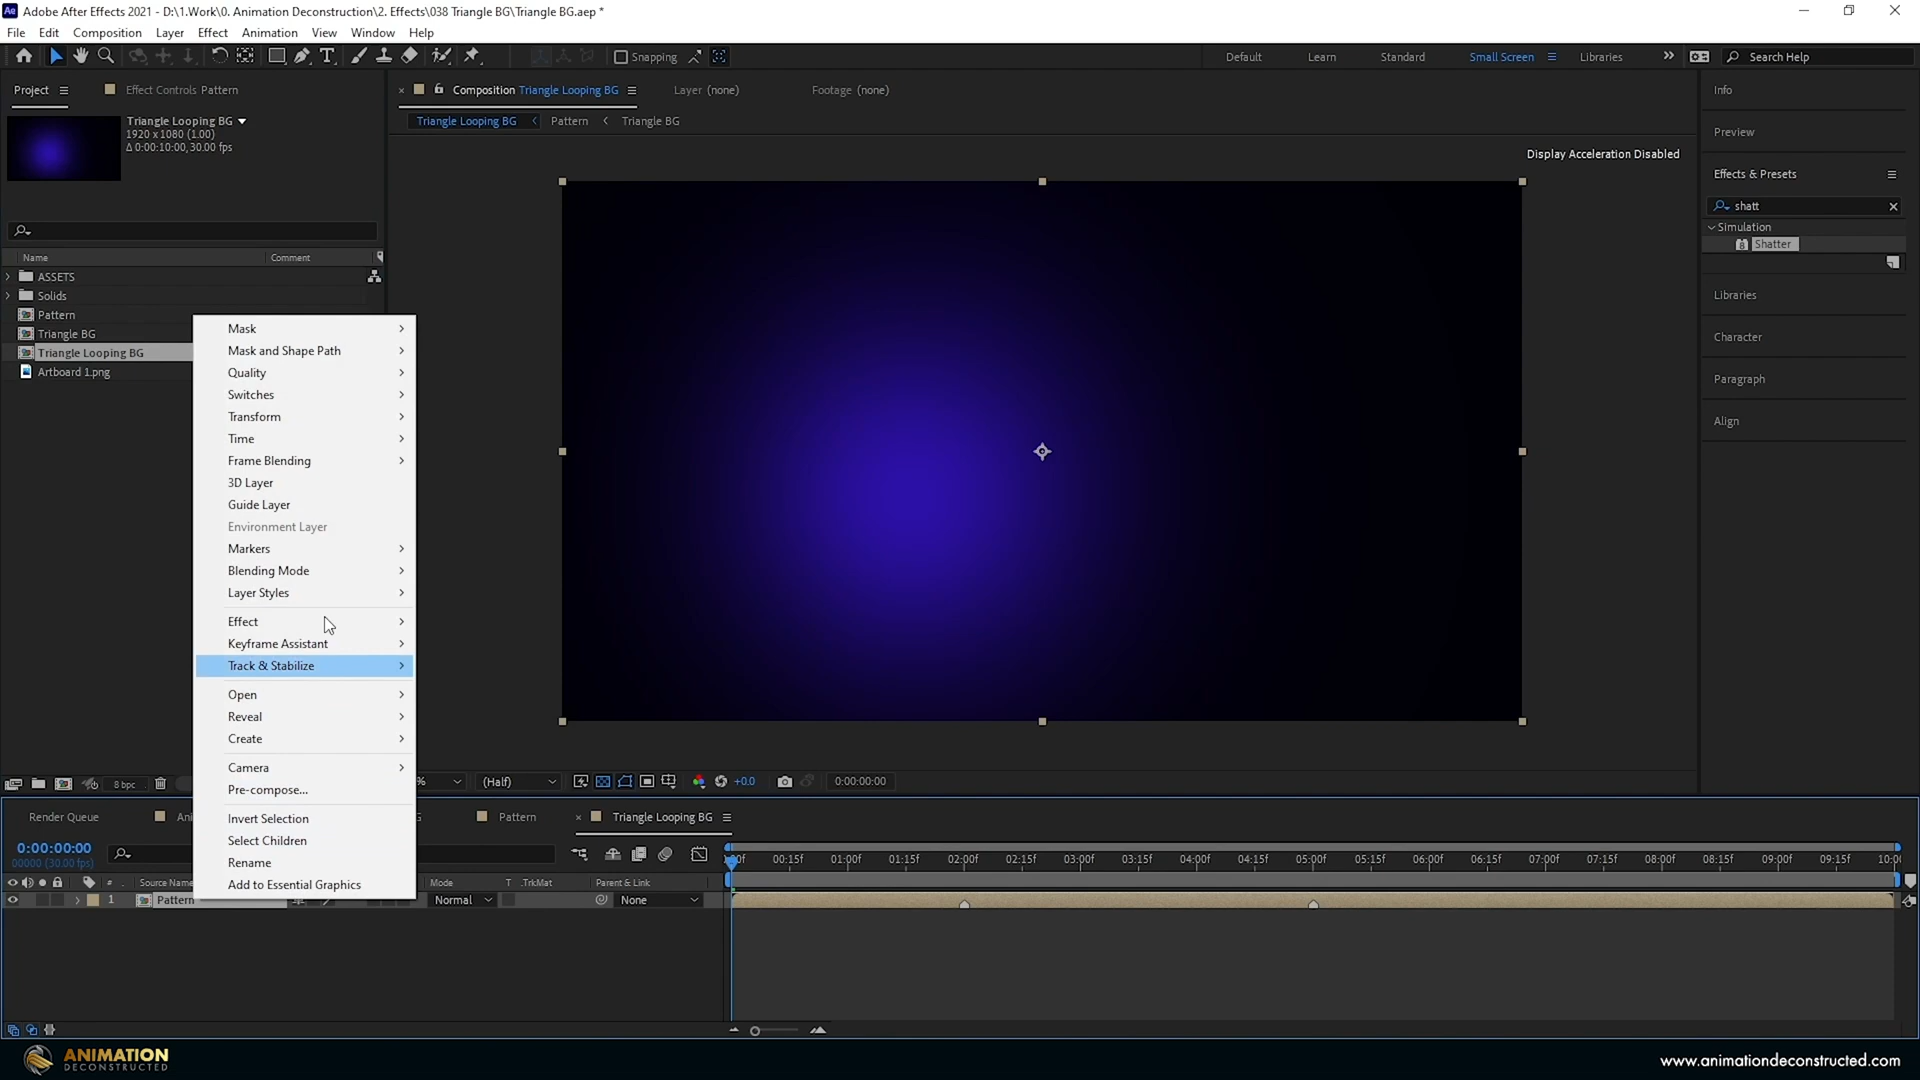 Adobe After Effects 2021 - D:\1.Work\0. Animation Deconstruction\2. Effects\038 Triangle BG\Triangle BG.aep *
File Edit Composition Layer Effect Animation View Window Help
Snapping
Default Learn Standard Small Screen Libraries Search Help
Project Effect Controls Pattern
Composition Triangle Looping BG Layer (none) Footage (none)
Info
Triangle Looping BG
1920 x 1080 (1.00)
Δ 0:00:10:00, 30.00 fps
Triangle Looping BG Pattern Triangle BG
Preview
Display Acceleration Disabled
Effects & Presets
shatt
Simulation
Shatter
Name Comment
ASSETS
Solids
Pattern
Triangle BG
Triangle Looping BG
Artboard 1.png
Libraries
Character
Paragraph
Align
Mask
Mask and Shape Path
Quality
Switches
Transform
Time
Frame Blending
3D Layer
Guide Layer
Environment Layer
Markers
Blending Mode
Layer Styles
Effect
Keyframe Assistant
Track & Stabilize
Open
Reveal
Create
Camera
Pre-compose...
Invert Selection
Select Children
Rename
Add to Essential Graphics
8 bpc
% (Half) +0.0 0:00:00:00
Render Queue Ani G Pattern Triangle Looping BG
0:00:00:00
00000 (30.00 fps)
00:15f 01:00f 01:15f 02:00f 02:15f 03:00f 03:15f 04:00f 04:15f 05:00f 05:15f 06:00f 06:15f 07:00f 07:15f 08:00f 08:15f 09:00f 09:15f 10:00
# Source Name Mode T .TrkMat Parent & Link
1 Pattern Normal None
ANIMATION
DECONSTRUCTED
www.animationdeconstructed.com